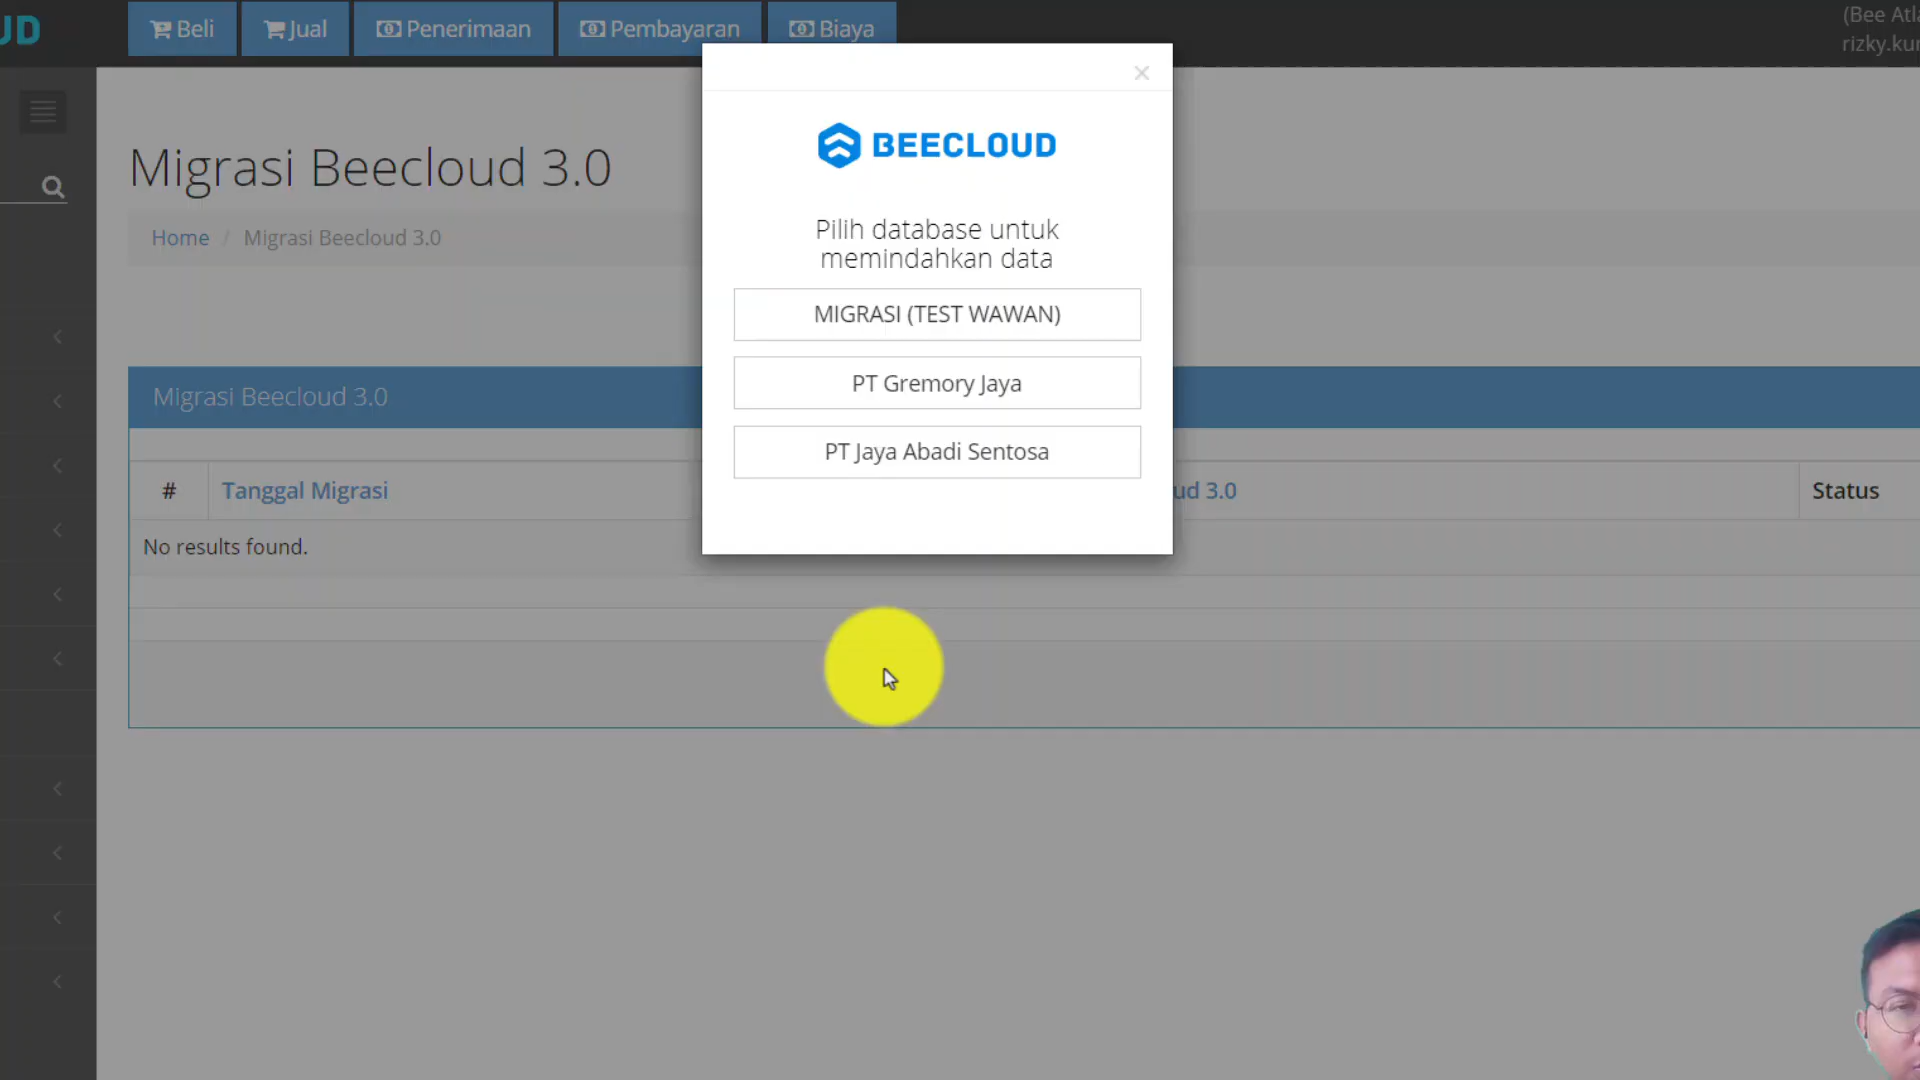 UD
Beli
Jual
Penerimaan
Pembayaran
Biaya
(Bee Atl
rizky.kur
BEECLOUD
Migrasi Beecloud 3.0
Home / Migrasi Beecloud 3.0
Pilih database untuk
memindahkan data
MIGRASI (TEST WAWAN)
PT Gremory Jaya
PT Jaya Abadi Sentosa
Migrasi Beecloud 3.0
#
Tanggal Migrasi
ud 3.0
Status
No results found.